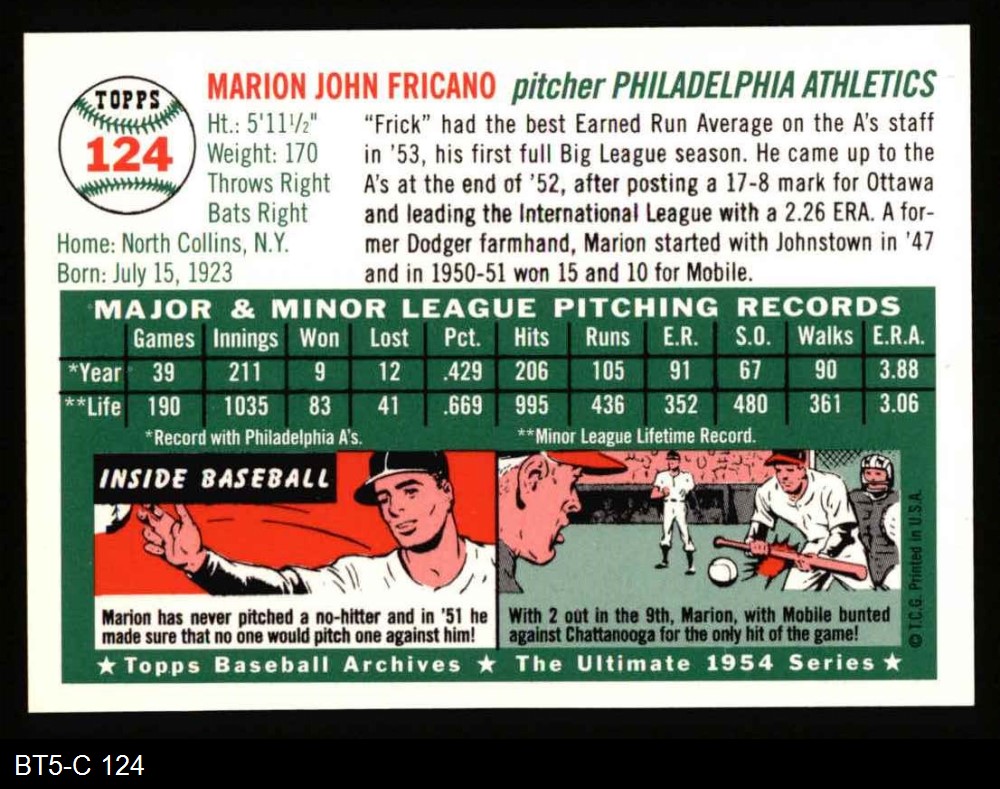 TOPPS
124
MARION JOHN FRICANO pitcher PHILADELPHIA ATHLETICS
Ht.: 5'11½"
Weight: 170
Throws Right
Bats Right
Home: North Collins, N.Y.
Born: July 15, 1923
"Frick" had the best Earned Run Average on the A's staff
in '53, his first full Big League season. He came up to the
A's at the end of '52, after posting a 17-8 mark for Ottawa
and leading the International League with a 2.26 ERA. A for-
mer Dodger farmhand, Marion started with Johnstown in '47
and in 1950-51 won 15 and 10 for Mobile.
MAJOR & MINOR LEAGUE PITCHING RECORDS
Games Innings Won Lost Pct. Hits Runs E.R. S.O. Walks E.R.A.
*Year 39 211 9 12 .429 206 105 91 67 90 3.88
**Life 190 1035 83 41 .669 995 436 352 480 361 3.06
*Record with Philadelphia A's. **Minor League Lifetime Record.
INSIDE BASEBALL
Marion has never pitched a no-hitter and in '51 he
made sure that no one would pitch one against him!
With 2 out in the 9th, Marion, with Mobile bunted
against Chattanooga for the only hit of the game!
© T.C.G. Printed in U.S.A.
★ Topps Baseball Archives ★ The Ultimate 1954 Series ★
BT5-C 124